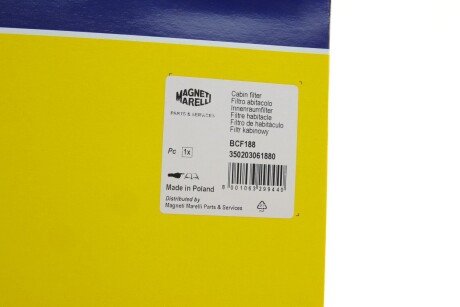 MAGNETI
MARELLI
PARTS & SERVICES
Cabin filter
Filtro abitacolo
Innenraumfilter
Filtre habitacle
Filtro de habitáculo
Filtr kabinowy
BCF188
350203061880
Pc 1x
Made in Poland
Distributed by
Magneti Marelli Parts & Services
8001063299440